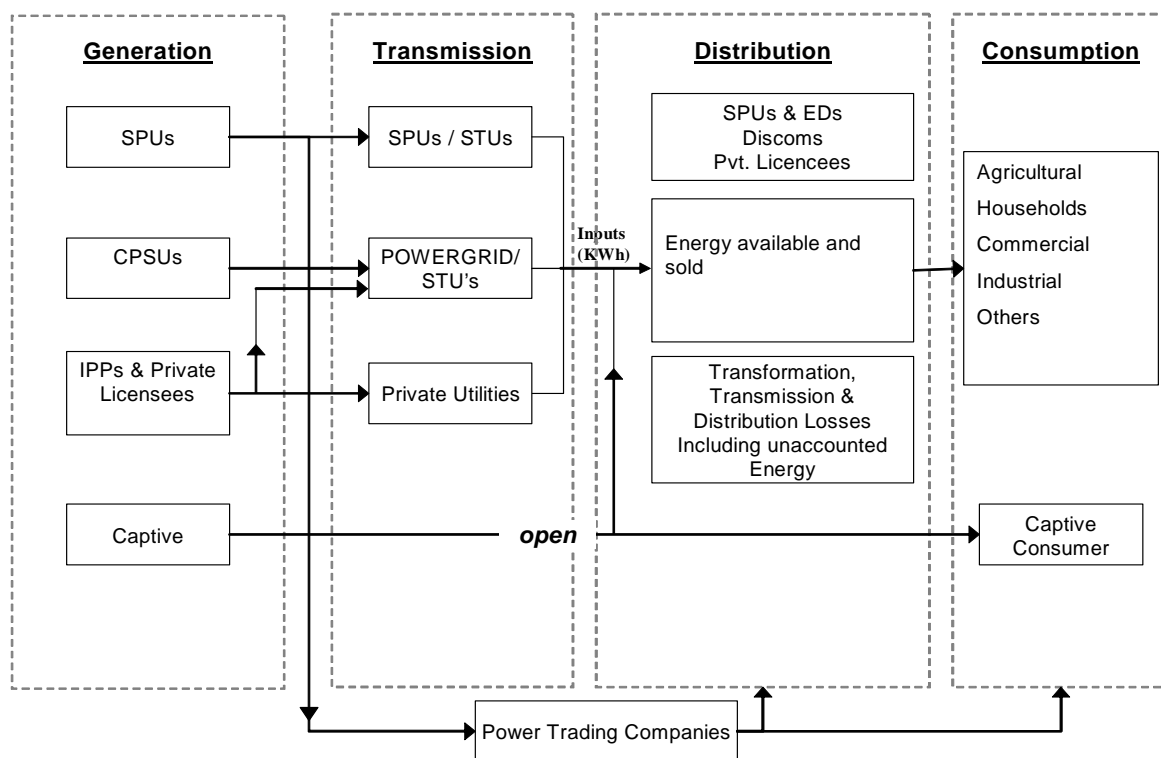 Generation
Transmission
Distribution
Consumption
SPUs
SPUs / STUs
SPUs & EDs
Discoms
Pvt. Licencees
Agricultural
Households
Commercial
Industrial
Others
CPSUs
POWERGRID/
STU's
Inputs
(KWh)
Energy available and
sold
IPPs & Private
Licensees
Private Utilities
Transformation,
Transmission &
Distribution Losses
Including unaccounted
Energy
Captive
open
Captive
Consumer
Power Trading Companies